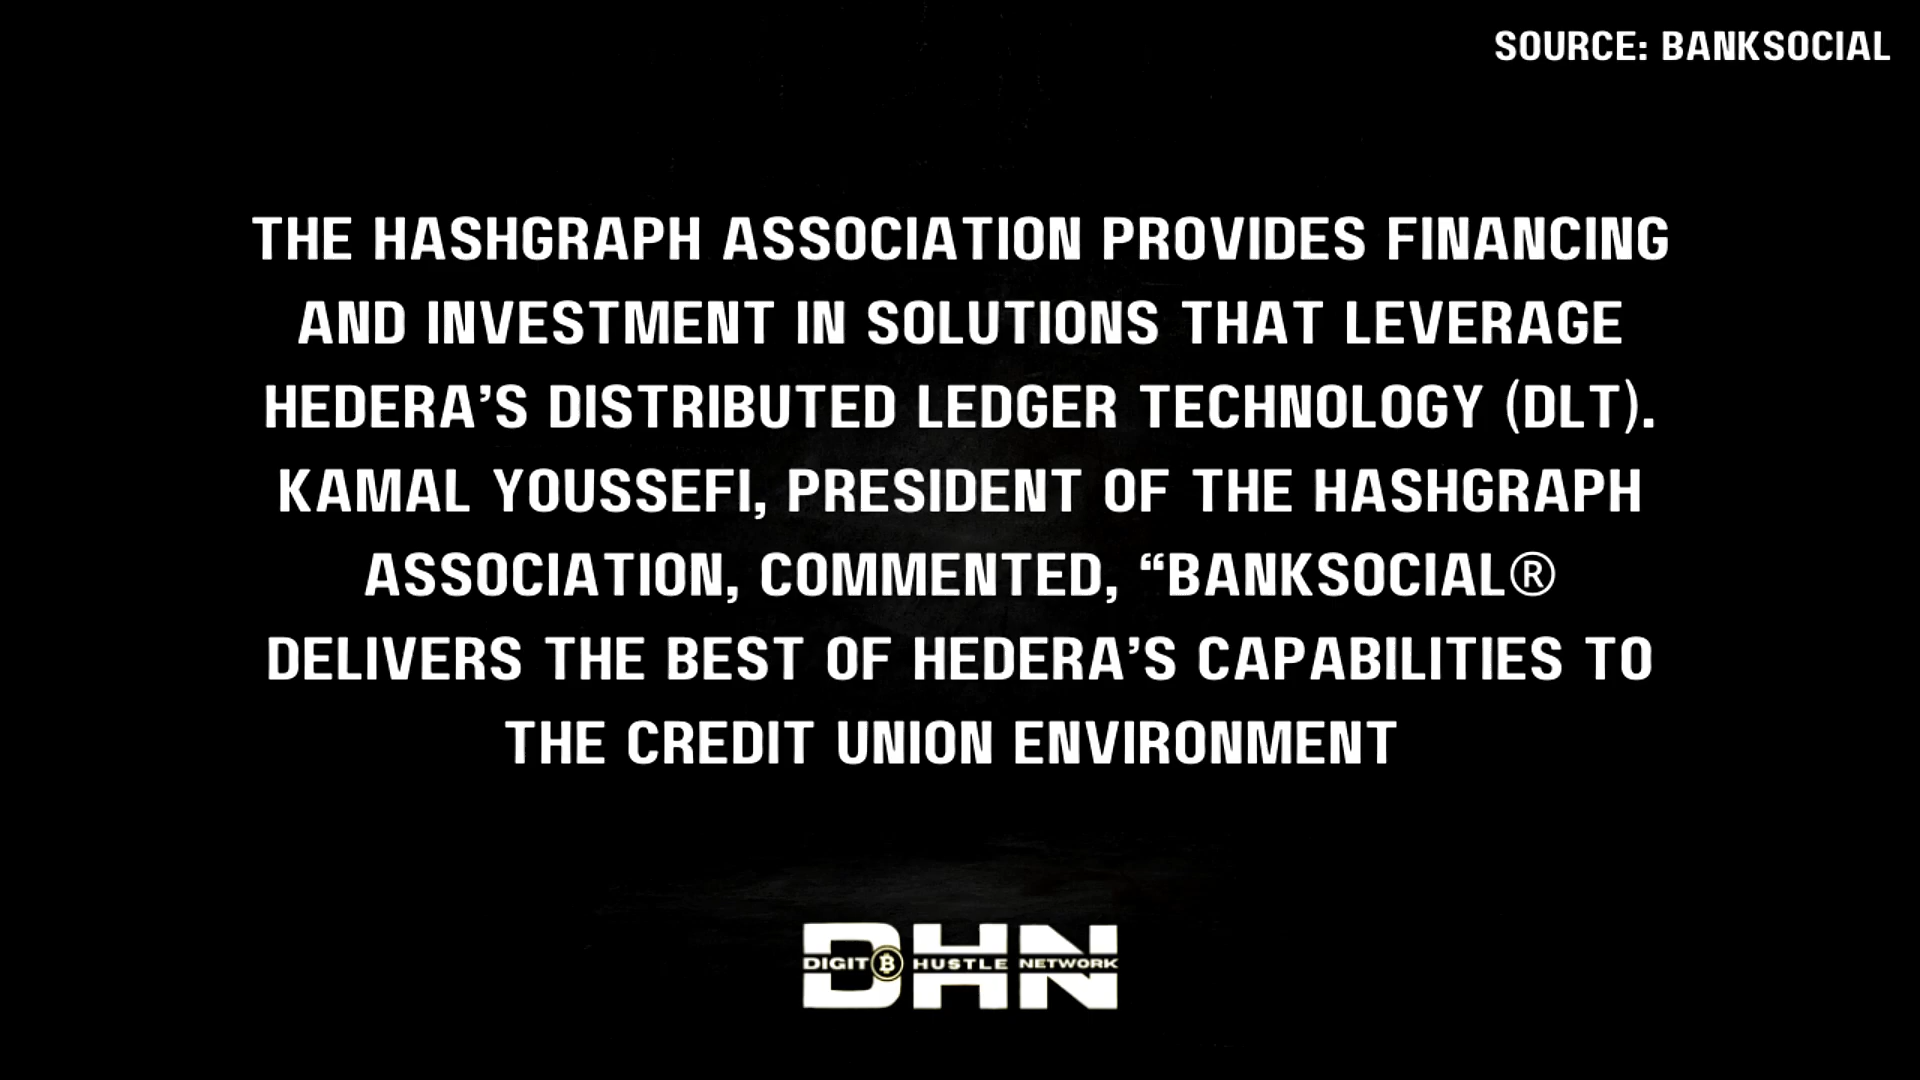 SOURCE: BANKSOCIAL
THE HASHGRAPH ASSOCIATION PROVIDES FINANCING
AND INVESTMENT IN SOLUTIONS THAT LEVERAGE
HEDERA’S DISTRIBUTED LEDGER TECHNOLOGY (DLT).
KAMAL YOUSSEFI, PRESIDENT OF THE HASHGRAPH
ASSOCIATION, COMMENTED, “BANKSOCIAL®
DELIVERS THE BEST OF HEDERA’S CAPABILITIES TO
THE CREDIT UNION ENVIRONMENT
DHN
DIGIT₿ HUSTLE NETWORK